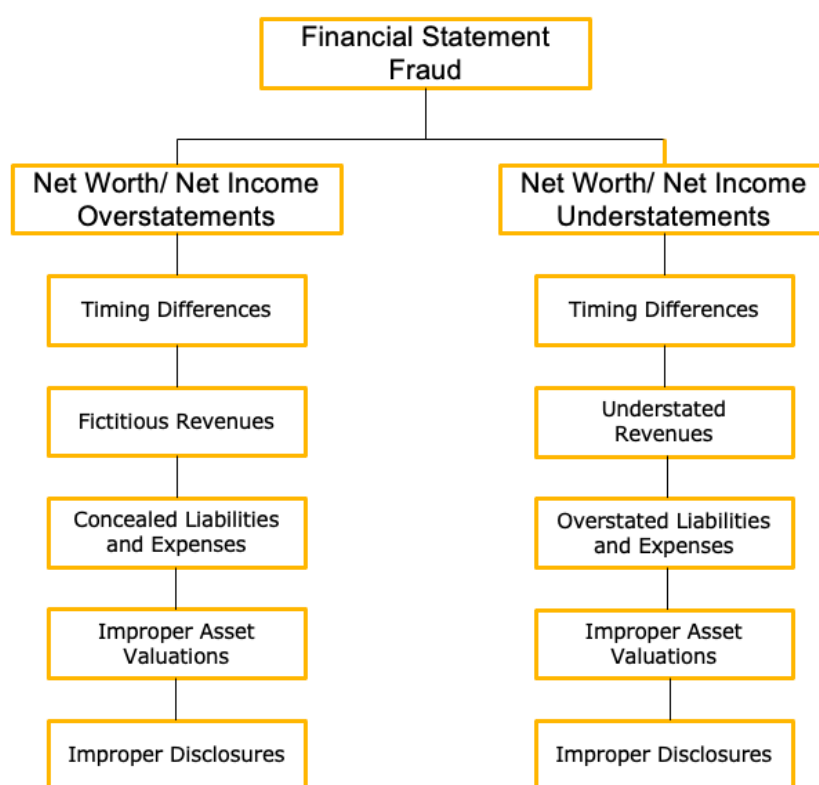 Financial Statement
Fraud
Net Worth/ Net Income
Overstatements
Net Worth/ Net Income
Understatements
Timing Differences
Timing Differences
Fictitious Revenues
Understated
Revenues
Concealed Liabilities
and Expenses
Overstated Liabilities
and Expenses
Improper Asset
Valuations
Improper Asset
Valuations
Improper Disclosures
Improper Disclosures